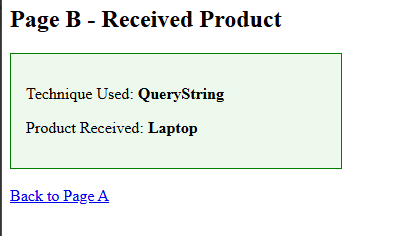 Page B - Received Product
Technique Used: QueryString
Product Received: Laptop
Back to Page A